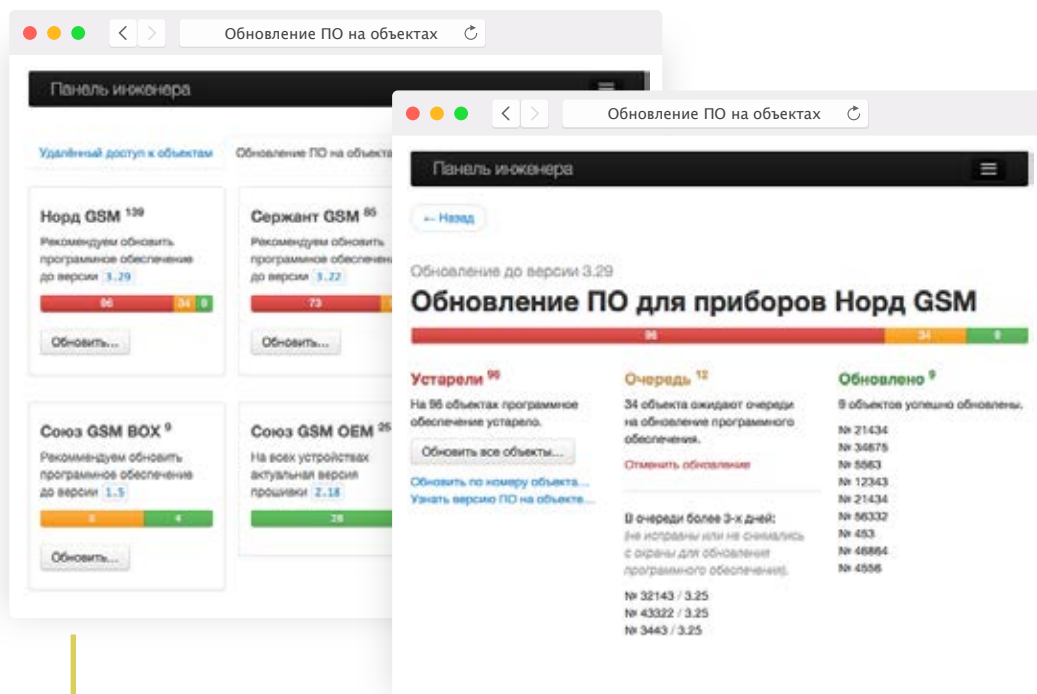 Обновление ПО на объектах
Панель инженера
Удалённый доступ к объектам
Обновление ПО на объекта
Норд GSM 139
Рекомендуем обновить
программное обеспечение
до версии 3.29
96 34 9
Обновить...
Сержант GSM 85
Рекомендуем обновить
программное обеспечен
до версии 3.22
73
Обновить...
Союз GSM BOX 9
Рекоммендуем обновить
программное обеспечение
до версии 1.5
4
Обновить...
Союз GSM OEM 26
На всех устройствах
актуальная версия
прошивки 2.18
26
Обновление ПО на объектах
Панель инженера
← Назад
Обновление до версии 3.29
Обновление ПО для приборов Норд GSM
96 34 9
Устарели 96
На 96 объектах программное
обеспечение устарело.
Обновить все объекты...
Обновить по номеру объекта...
Узнать версию ПО на объекте...
Очередь 12
34 объекта ожидают очереди
на обновление программного
обеспечения.
Отменить обновление
В очереди более 3-х дней:
(не исправны или не снимались
с охраны для обновления
программного обеспечения).
№ 32143 / 3.25
№ 43322 / 3.25
№ 3443 / 3.25
Обновлено 9
9 объектов успешно обновлены.
№ 21434
№ 34675
№ 5563
№ 12343
№ 21434
№ 56332
№ 453
№ 46864
№ 4556